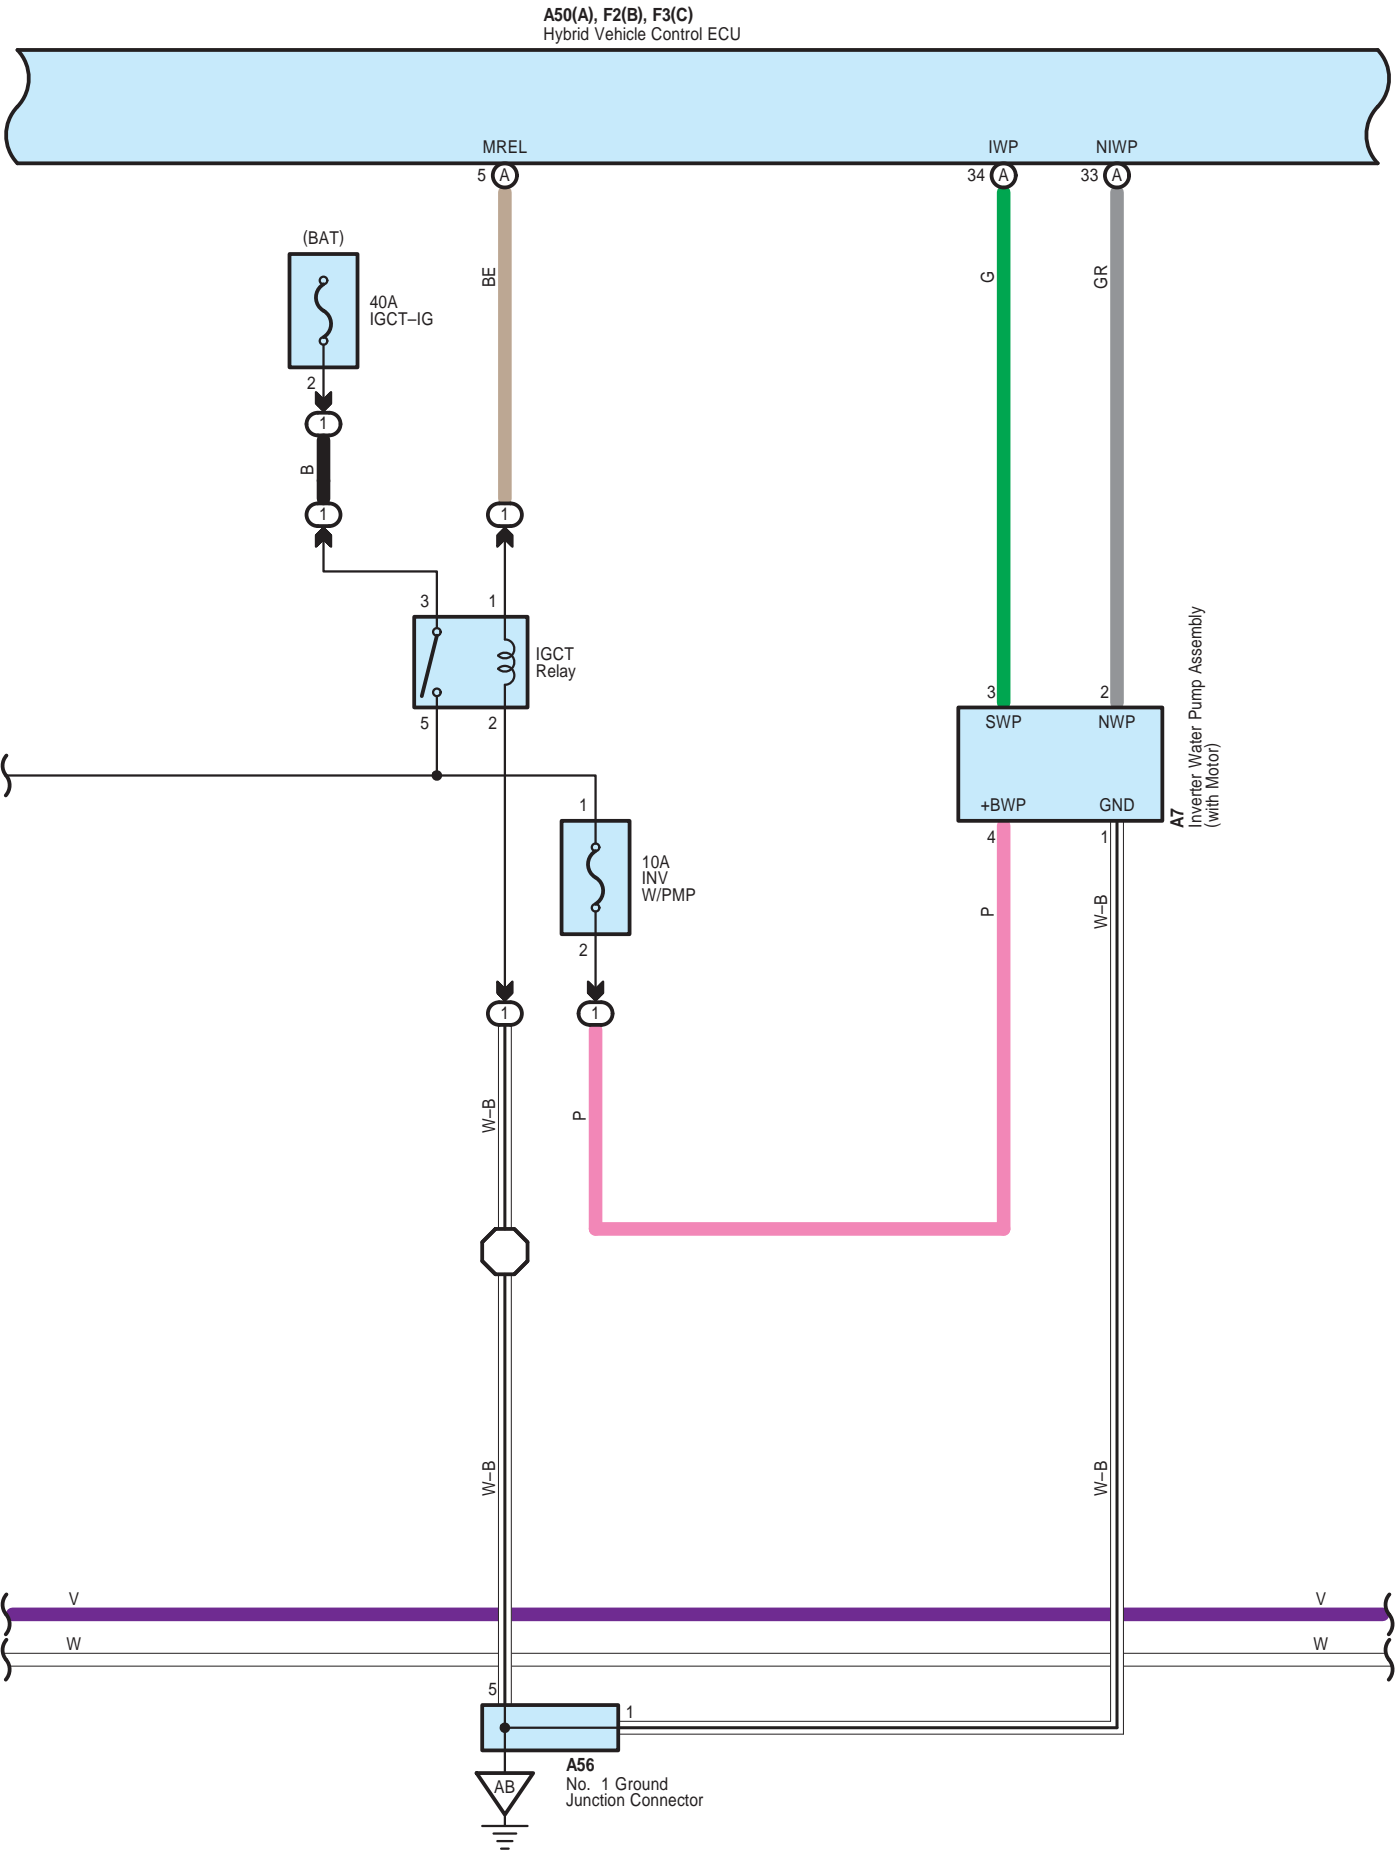 A50(A), F2(B), F3(C)
Hybrid Vehicle Control ECU
MREL
IWP
NIWP
5 A
34 A
33 A
(BAT)
BE
G
GR
40A
IGCT–IG
2
1
B
1
1
3
1
IGCT
Relay
5
2
3
2
SWP
NWP
+BWP
GND
A7
Inverter Water Pump Assembly
(with Motor)
4
1
1
10A
INV
W/PMP
2
P
W–B
1
1
W–B
P
W–B
W–B
V
V
W
W
5
1
A56
No. 1 Ground
Junction Connector
AB